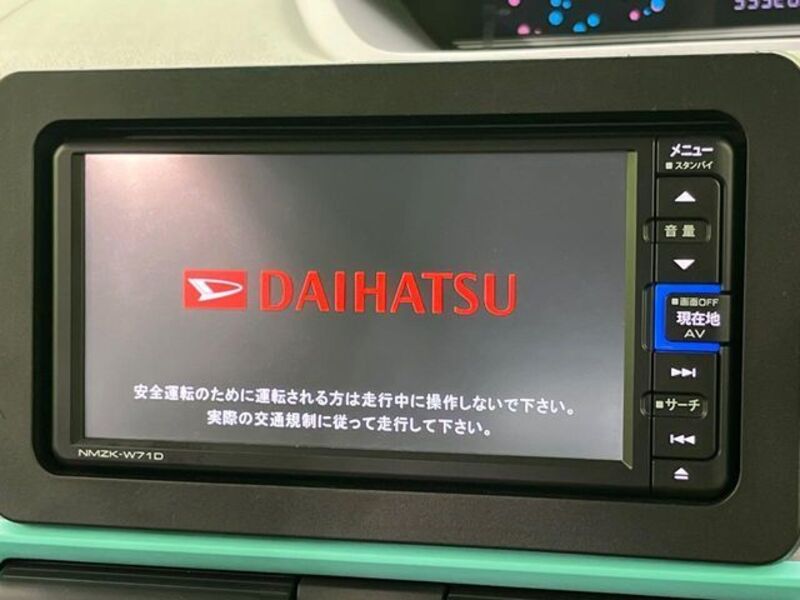 メニュー
■ スタンバイ
音量
DAIHATSU
■画面OFF
現在地
AV
安全運転のために運転される方は走行中に操作しないで下さい。
実際の交通規制に従って走行して下さい。
■サーチ
NMZK-W71D